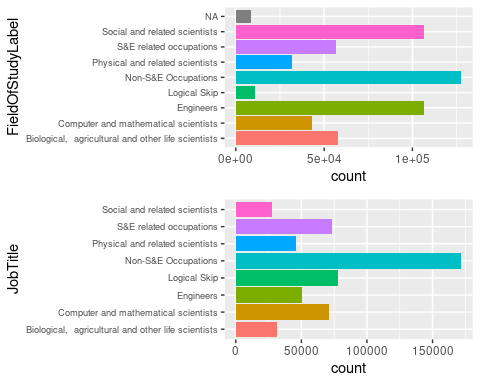 FieldOfStudyLabel
NA
Social and related scientists
S&E related occupations
Physical and related scientists
Non-S&E Occupations
Logical Skip
Engineers
Computer and mathematical scientists
Biological,  agricultural and other life scientists
0e+00 5e+04 1e+05
count
JobTitle
Social and related scientists
S&E related occupations
Physical and related scientists
Non-S&E Occupations
Logical Skip
Engineers
Computer and mathematical scientists
Biological,  agricultural and other life scientists
0 50000 100000 150000
count